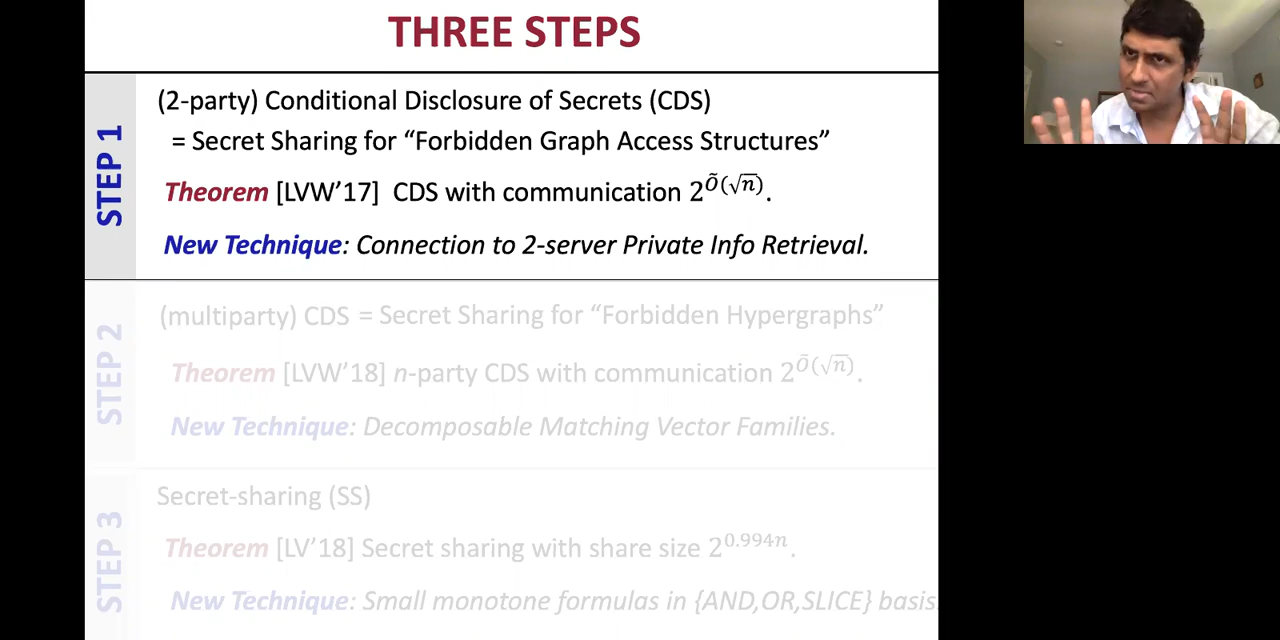 THREE STEPS
STEP 1
(2-party) Conditional Disclosure of Secrets (CDS)
= Secret Sharing for “Forbidden Graph Access Structures”
Theorem [LVW’17] CDS with communication 2^{Õ(√n)}.
New Technique: Connection to 2-server Private Info Retrieval.
STEP 2
(multiparty) CDS = Secret Sharing for “Forbidden Hypergraphs”
Theorem [LVW’18] n-party CDS with communication 2^{Õ(√n)}.
New Technique: Decomposable Matching Vector Families.
STEP 3
Secret-sharing (SS)
Theorem [LV’18] Secret sharing with share size 2^{0.994n}.
New Technique: Small monotone formulas in {AND,OR,SLICE} basis.